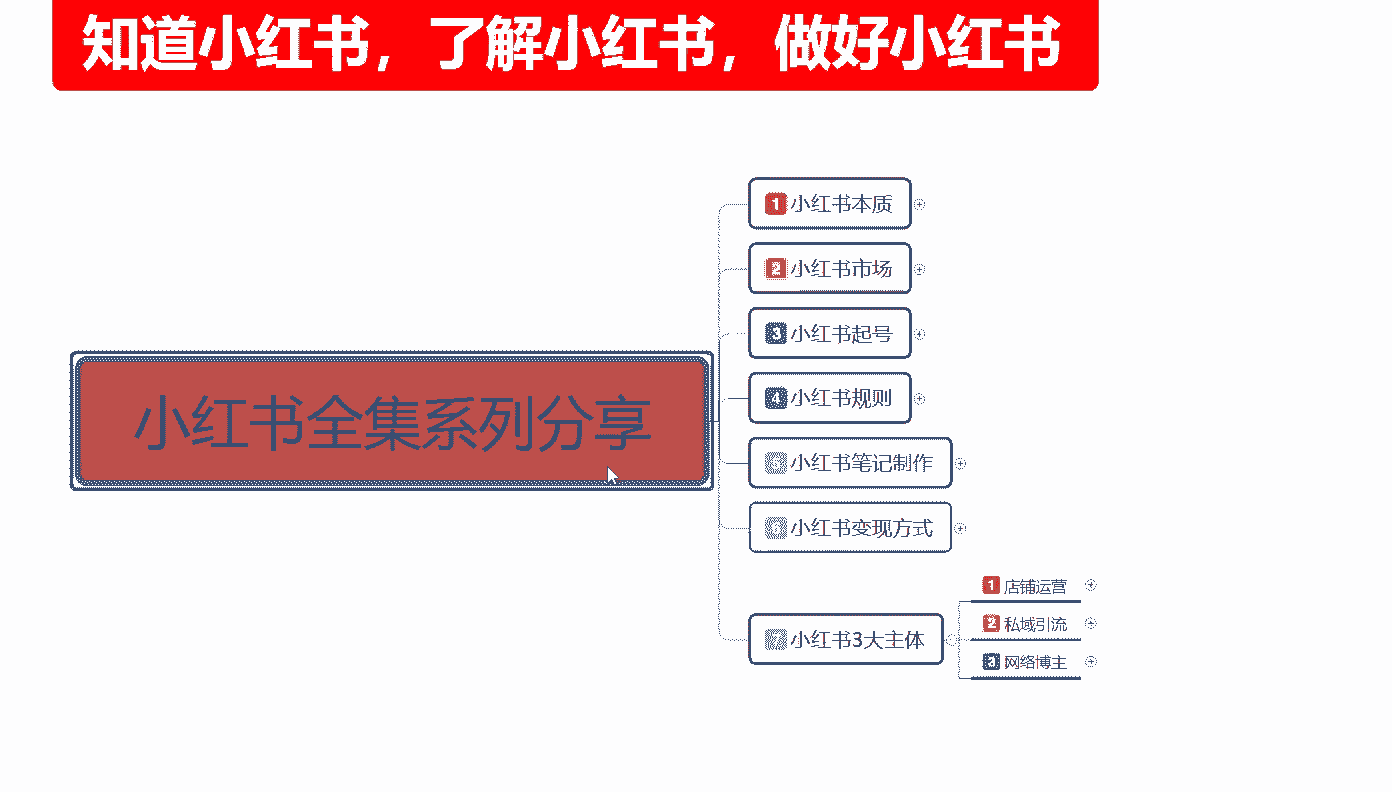 知道小红书，了解小红书，做好小红书
小红书全集系列分享
1 小红书本质
2 小红书市场
3 小红书起号
4 小红书规则
5 小红书笔记制作
6 小红书变现方式
7 小红书3大主体
1 店铺运营
2 私域引流
3 网络博主